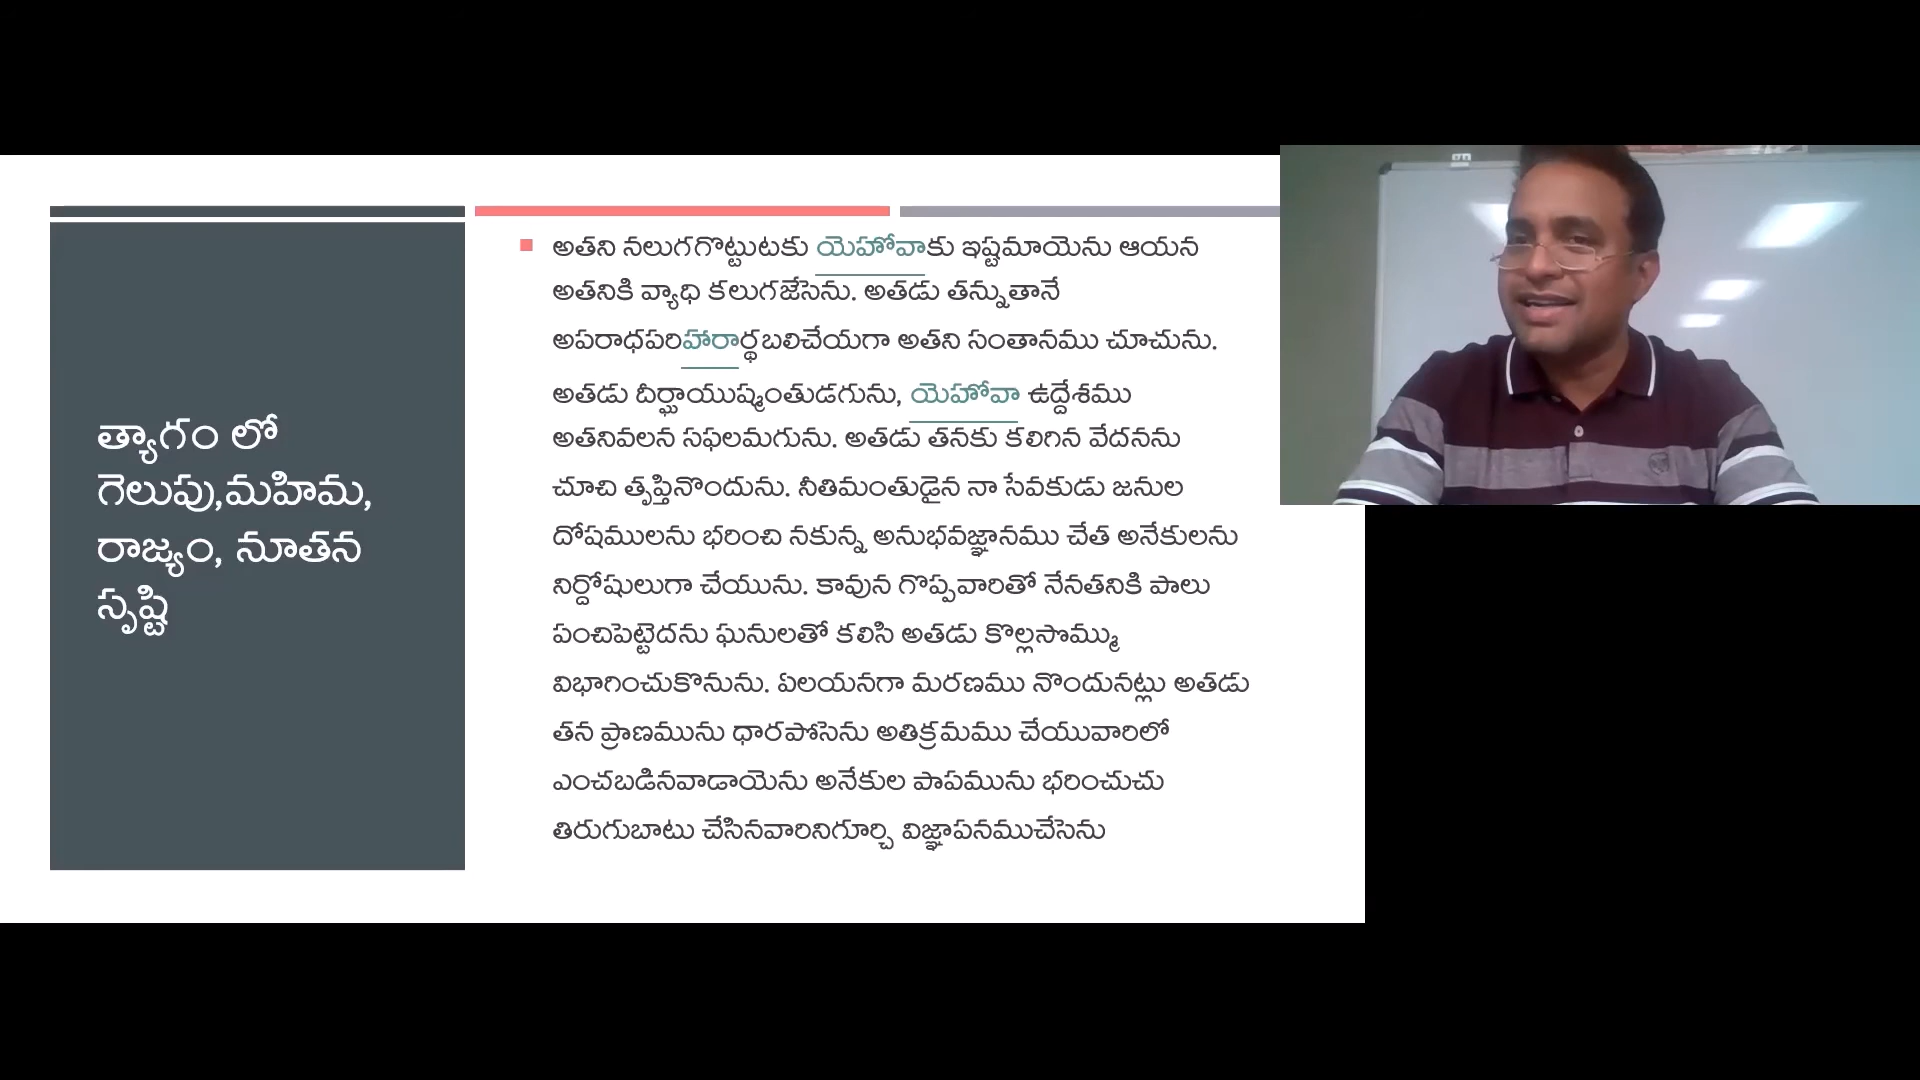 త్యాగం లో
గెలుపు,మహిమ,
రాజ్యం, నూతన
సృష్టి
అతని నలుగగొట్టుటకు యెహోవాకు ఇష్టమాయెను ఆయన
అతనికి వ్యాధి కలుగజేసెను. అతడు తన్నుతానే
అపరాధపరిహారార్థబలిచేయగా అతని సంతానము చూచును.
అతడు దీర్ఘాయుష్మంతుడగును, యెహోవా ఉద్దేశము
అతనివలన సఫలమగును. అతడు తనకు కలిగిన వేదనను
చూచి తృప్తినొందును. నీతిమంతుడైన నా సేవకుడు జనుల
దోషములను భరించి నకున్న అనుభవజ్ఞానము చేత అనేకులను
నిర్దోషులుగా చేయును. కావున గొప్పవారితో నేనతనికి పాలు
పంచిపెట్టెదను ఘనులతో కలిసి అతడు కొల్లసొమ్ము
విభాగించుకొనును. ఏలయనగా మరణము నొందునట్లు అతడు
తన ప్రాణమును ధారపోసెను అతిక్రమము చేయువారిలో
ఎంచబడినవాడాయెను అనేకుల పాపమును భరించుచు
తిరుగుబాటు చేసినవారినిగూర్చి విజ్ఞాపనముచేసెను